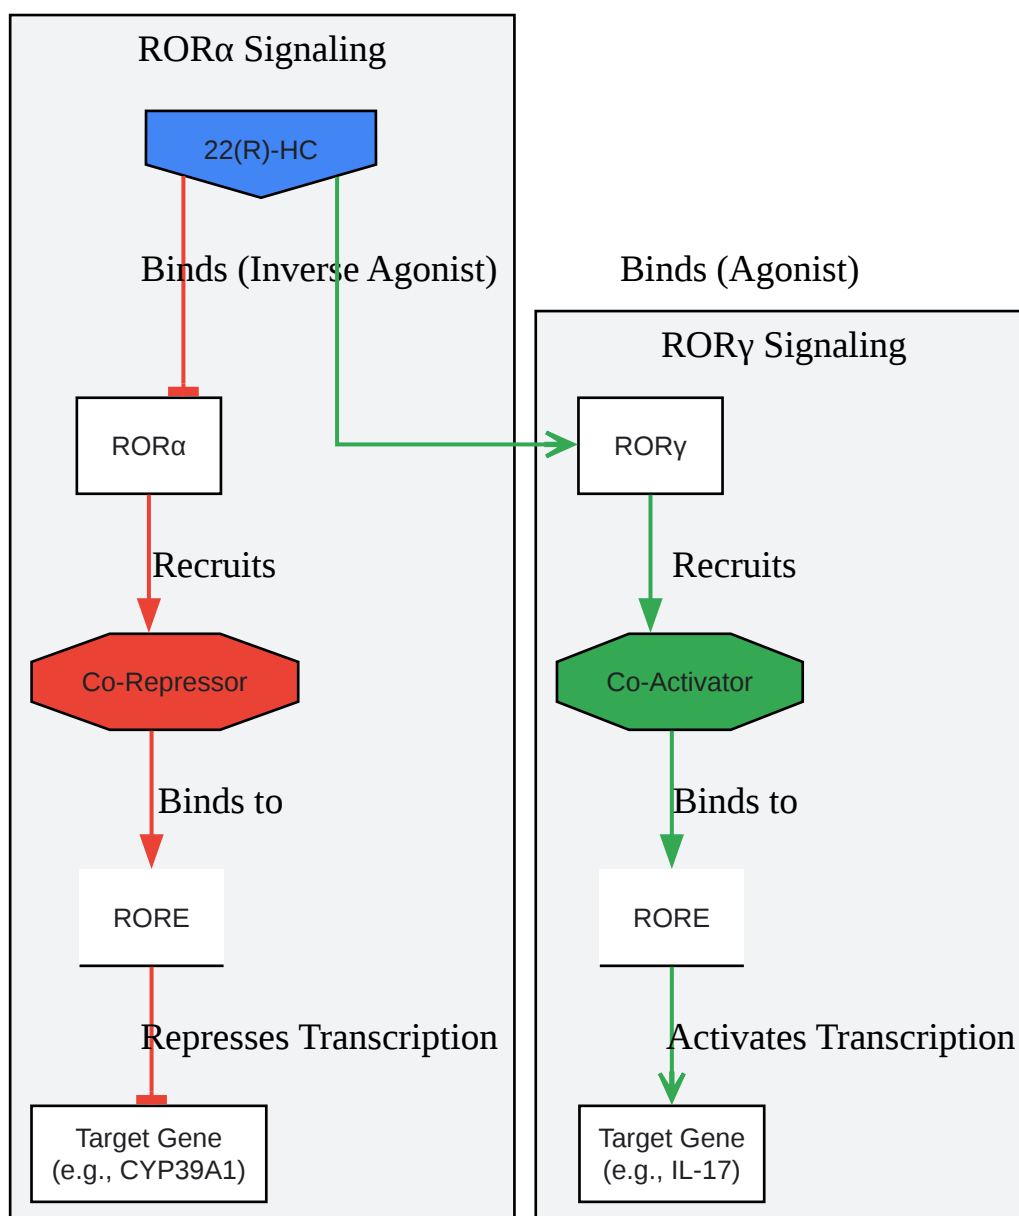 RORα Signaling
22(R)-HC
Binds (Inverse Agonist)
Binds (Agonist)
RORγ Signaling
RORα
RORγ
Recruits
Recruits
Co-Repressor
Co-Activator
Binds to
Binds to
RORE
RORE
Represses Transcription
Activates Transcription
Target Gene
(e.g., CYP39A1)
Target Gene
(e.g., IL-17)